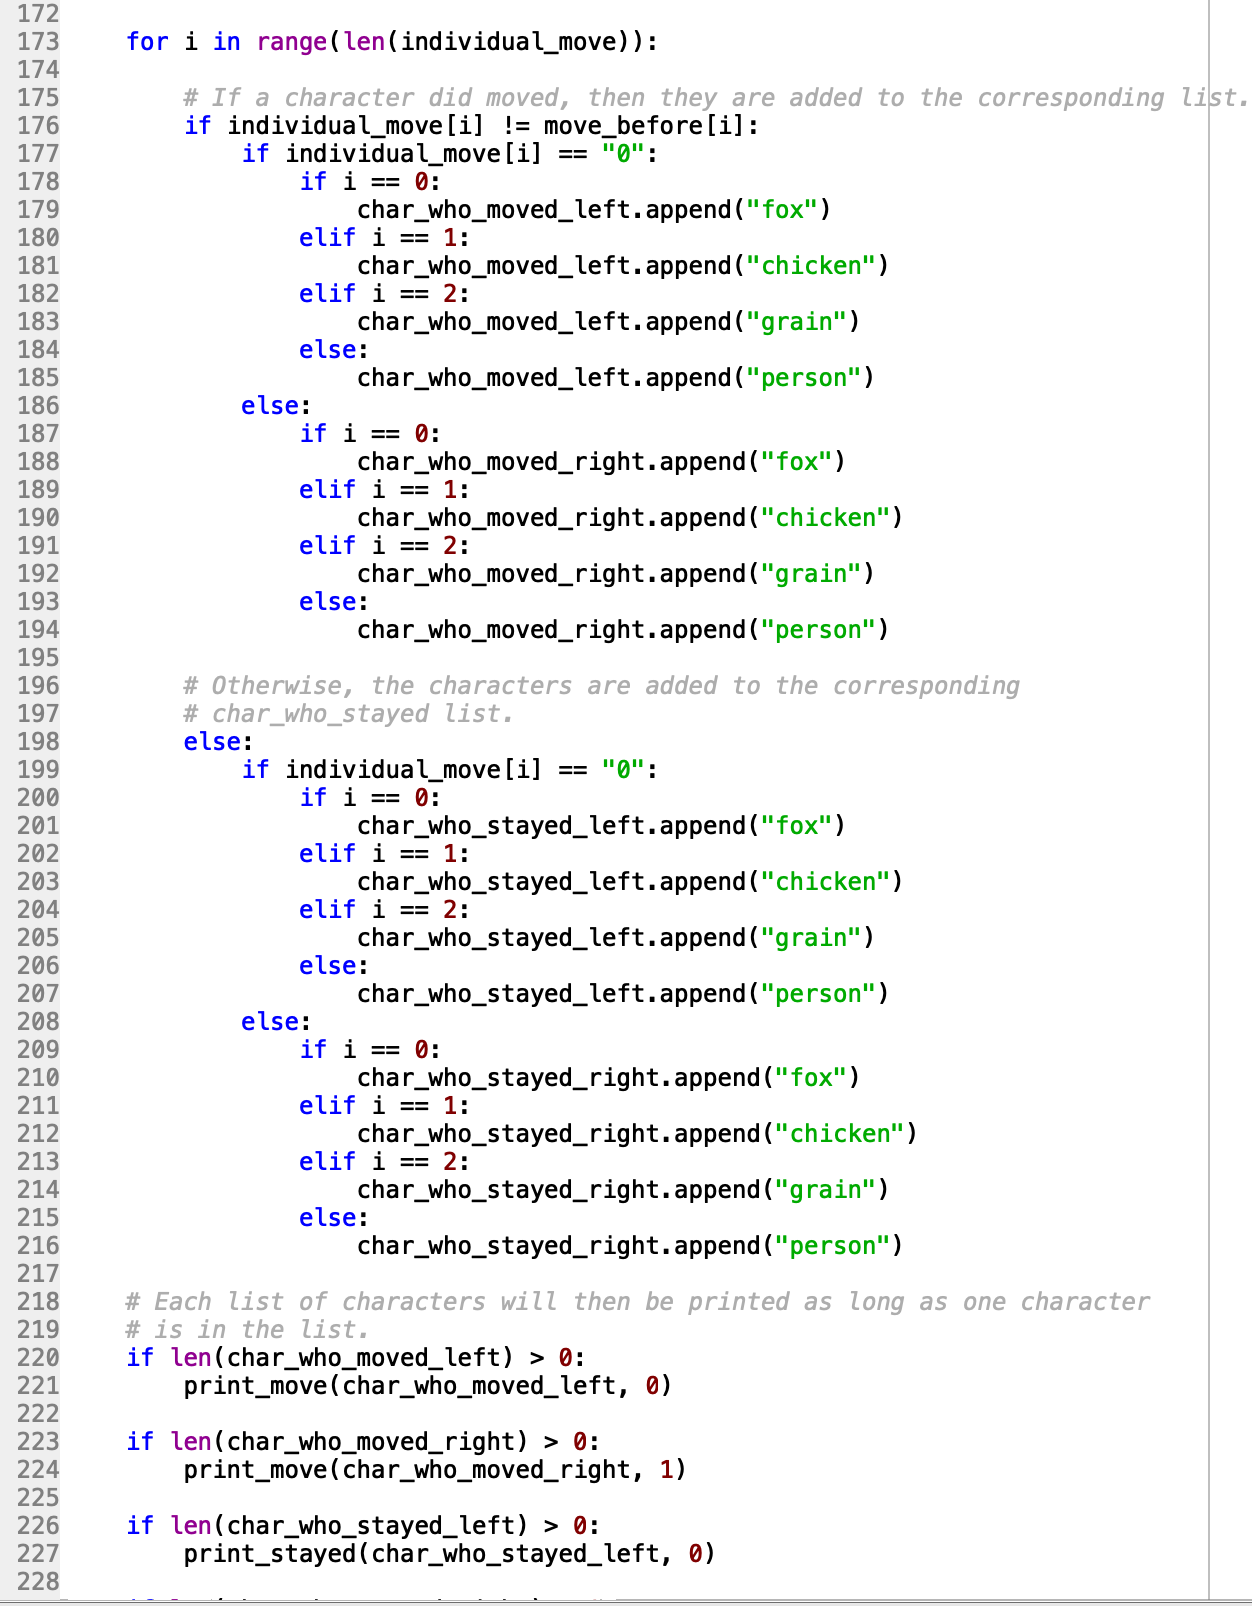 172
173 for i in range(len(individual_move)):
174
175 # If a character did moved, then they are added to the corresponding list.
176 if individual_move[i] != move_before[i]:
177 if individual_move[i] == "0":
178 if i == 0:
179 char_who_moved_left.append("fox")
180 elif i == 1:
181 char_who_moved_left.append("chicken")
182 elif i == 2:
183 char_who_moved_left.append("grain")
184 else:
185 char_who_moved_left.append("person")
186 else:
187 if i == 0:
188 char_who_moved_right.append("fox")
189 elif i == 1:
190 char_who_moved_right.append("chicken")
191 elif i == 2:
192 char_who_moved_right.append("grain")
193 else:
194 char_who_moved_right.append("person")
195
196 # Otherwise, the characters are added to the corresponding
197 # char_who_stayed list.
198 else:
199 if individual_move[i] == "0":
200 if i == 0:
201 char_who_stayed_left.append("fox")
202 elif i == 1:
203 char_who_stayed_left.append("chicken")
204 elif i == 2:
205 char_who_stayed_left.append("grain")
206 else:
207 char_who_stayed_left.append("person")
208 else:
209 if i == 0:
210 char_who_stayed_right.append("fox")
211 elif i == 1:
212 char_who_stayed_right.append("chicken")
213 elif i == 2:
214 char_who_stayed_right.append("grain")
215 else:
216 char_who_stayed_right.append("person")
217
218 # Each list of characters will then be printed as long as one character
219 # is in the list.
220 if len(char_who_moved_left) > 0:
221 print_move(char_who_moved_left, 0)
222
223 if len(char_who_moved_right) > 0:
224 print_move(char_who_moved_right, 1)
225
226 if len(char_who_stayed_left) > 0:
227 print_stayed(char_who_stayed_left, 0)
228